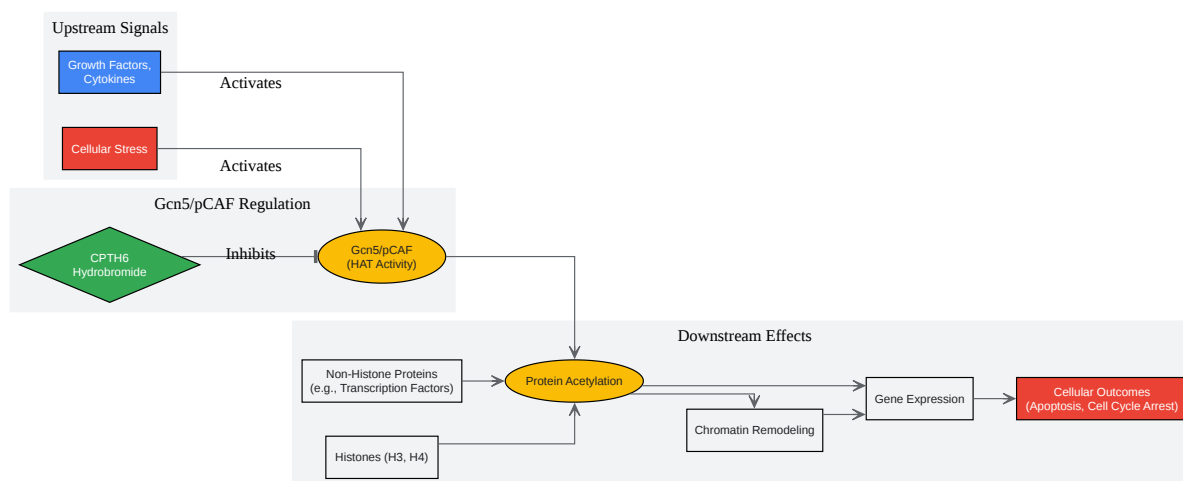 Upstream Signals
Growth Factors,
Cytokines
Activates
Cellular Stress
Activates
Gcn5/pCAF Regulation
CPTH6
Hydrobromide
Inhibits
Gcn5/pCAF
(HAT Activity)
Downstream Effects
Non-Histone Proteins
(e.g., Transcription Factors)
Protein Acetylation
Gene Expression
Cellular Outcomes
(Apoptosis, Cell Cycle Arrest)
Chromatin Remodeling
Histones (H3, H4)